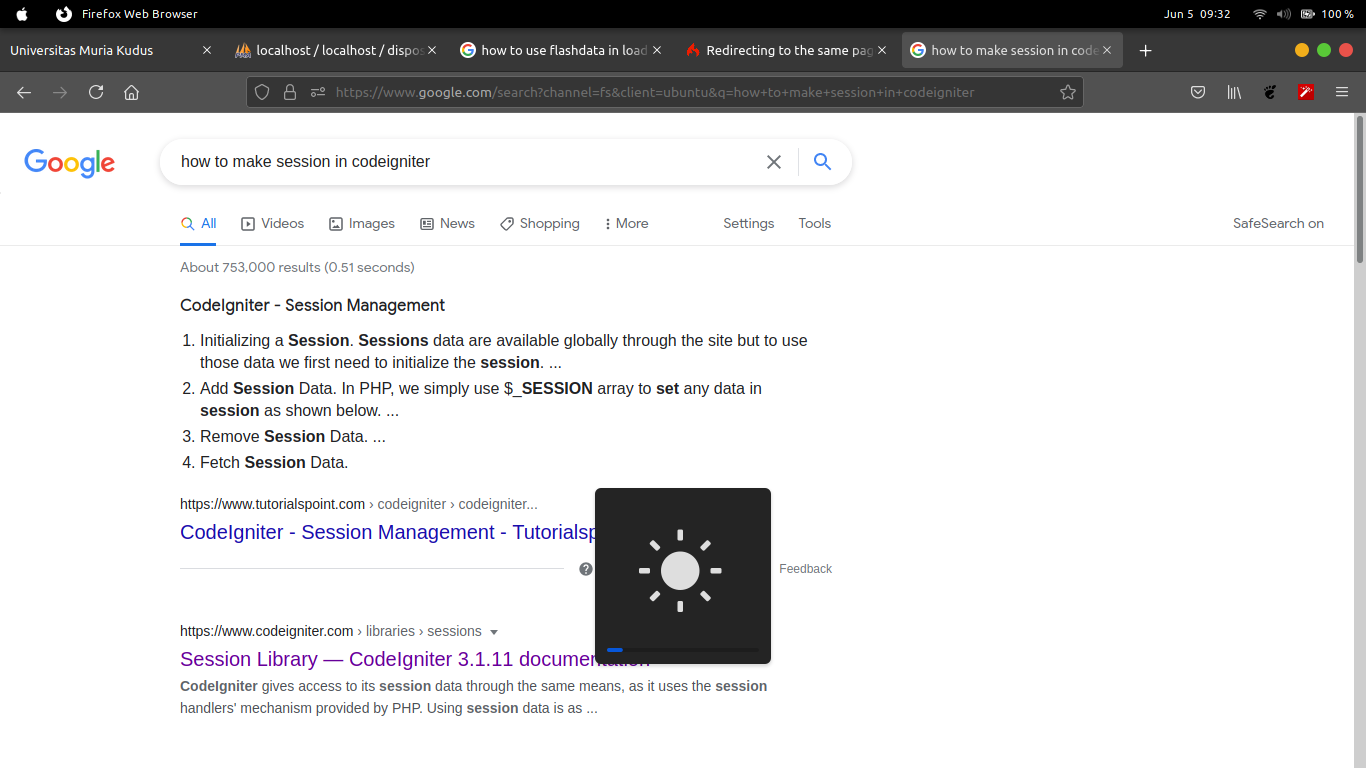 Firefox Web Browser
Jun 5 09:32
100 %
Universitas Muria Kudus
localhost / localhost / dispos
how to use flashdata in load
Redirecting to the same pag
how to make session in code
https://www.google.com/search?channel=fs&client=ubuntu&q=how+to+make+session+in+codeigniter
Google
how to make session in codeigniter
All Videos Images News Shopping More Settings Tools SafeSearch on
About 753,000 results (0.51 seconds)
CodeIgniter - Session Management
1. Initializing a Session. Sessions data are available globally through the site but to use
those data we first need to initialize the session. ...
2. Add Session Data. In PHP, we simply use $_SESSION array to set any data in
session as shown below. ...
3. Remove Session Data. ...
4. Fetch Session Data.
https://www.tutorialspoint.com › codeigniter › codeigniter...
CodeIgniter - Session Management - Tutorialsp
Feedback
https://www.codeigniter.com › libraries › sessions
Session Library — CodeIgniter 3.1.11 documentation
CodeIgniter gives access to its session data through the same means, as it uses the session
handlers' mechanism provided by PHP. Using session data is as ...